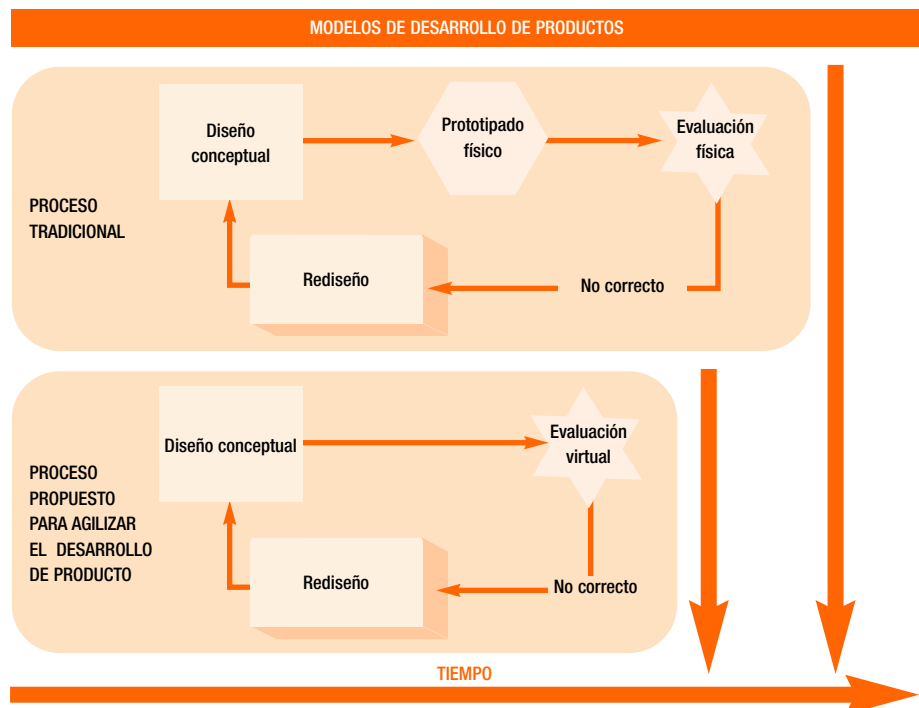 MODELOS DE DESARROLLO DE PRODUCTOS
PROCESO
TRADICIONAL
Diseño
conceptual
Prototipado
físico
Evaluación
física
Rediseño
No correcto
PROCESO
PROPUESTO
PARA AGILIZAR
EL DESARROLLO
DE PRODUCTO
Diseño conceptual
Evaluación
virtual
Rediseño
No correcto
TIEMPO